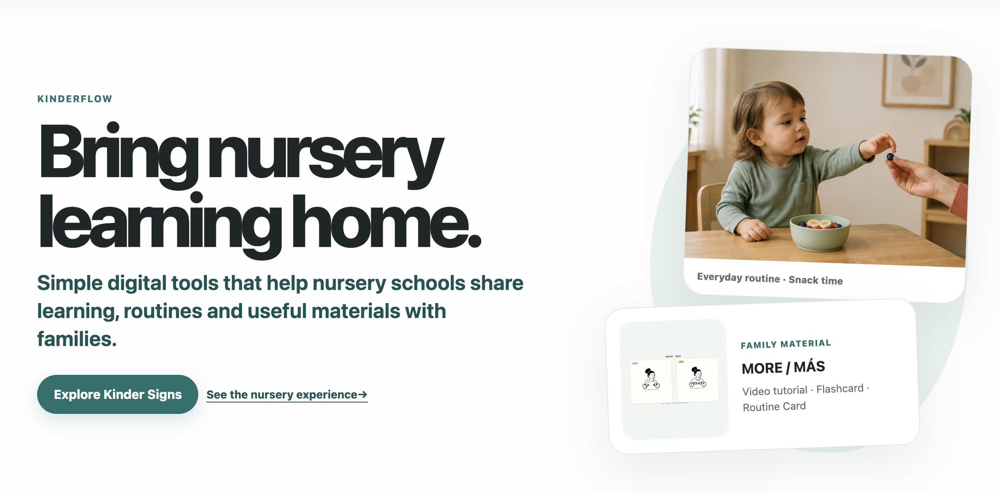 KINDERFLOW
Bring nursery
learning home.
Simple digital tools that help nursery schools share
learning, routines and useful materials with
families.
Explore Kinder Signs
See the nursery experience→
Everyday routine · Snack time
FAMILY MATERIAL
MORE / MÁS
Video tutorial · Flashcard ·
Routine Card
MORE · MÁS